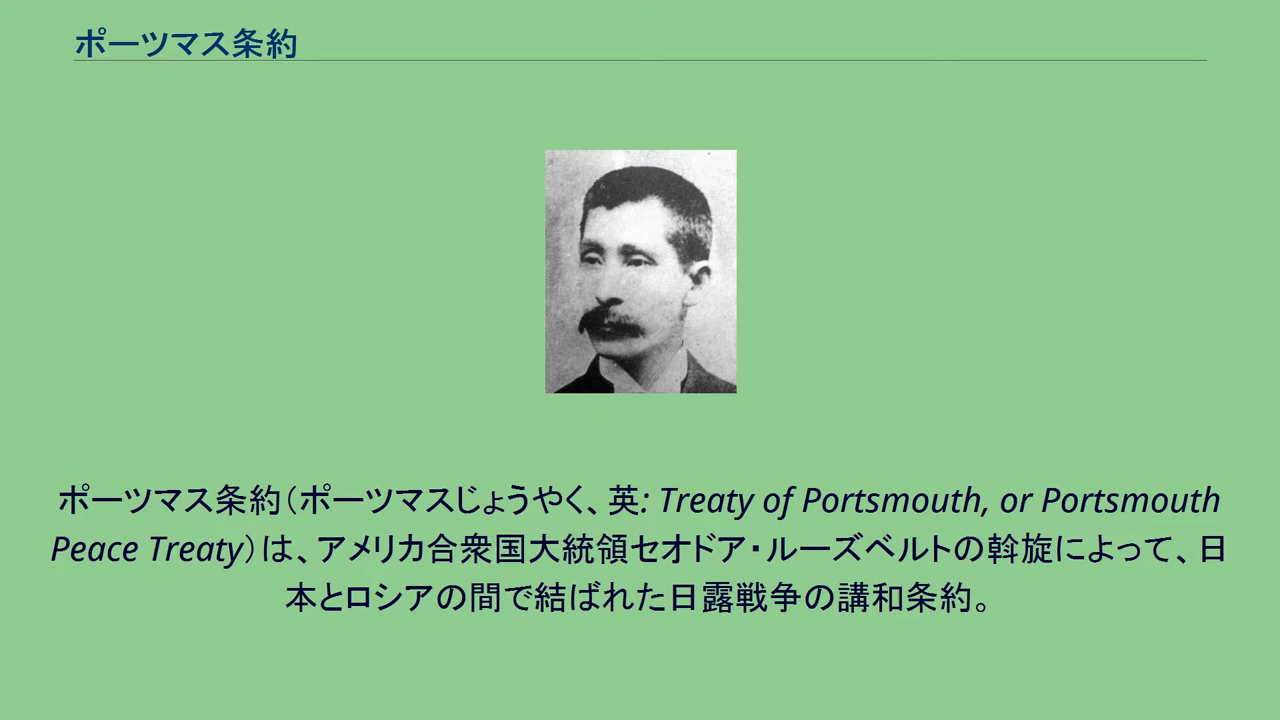 ポーツマス条約
ポーツマス条約（ポーツマスじょうやく、英: Treaty of Portsmouth, or Portsmouth
Peace Treaty）は、アメリカ合衆国大統領セオドア・ルーズベルトの斡旋によって、日
本とロシアの間で結ばれた日露戦争の講和条約。